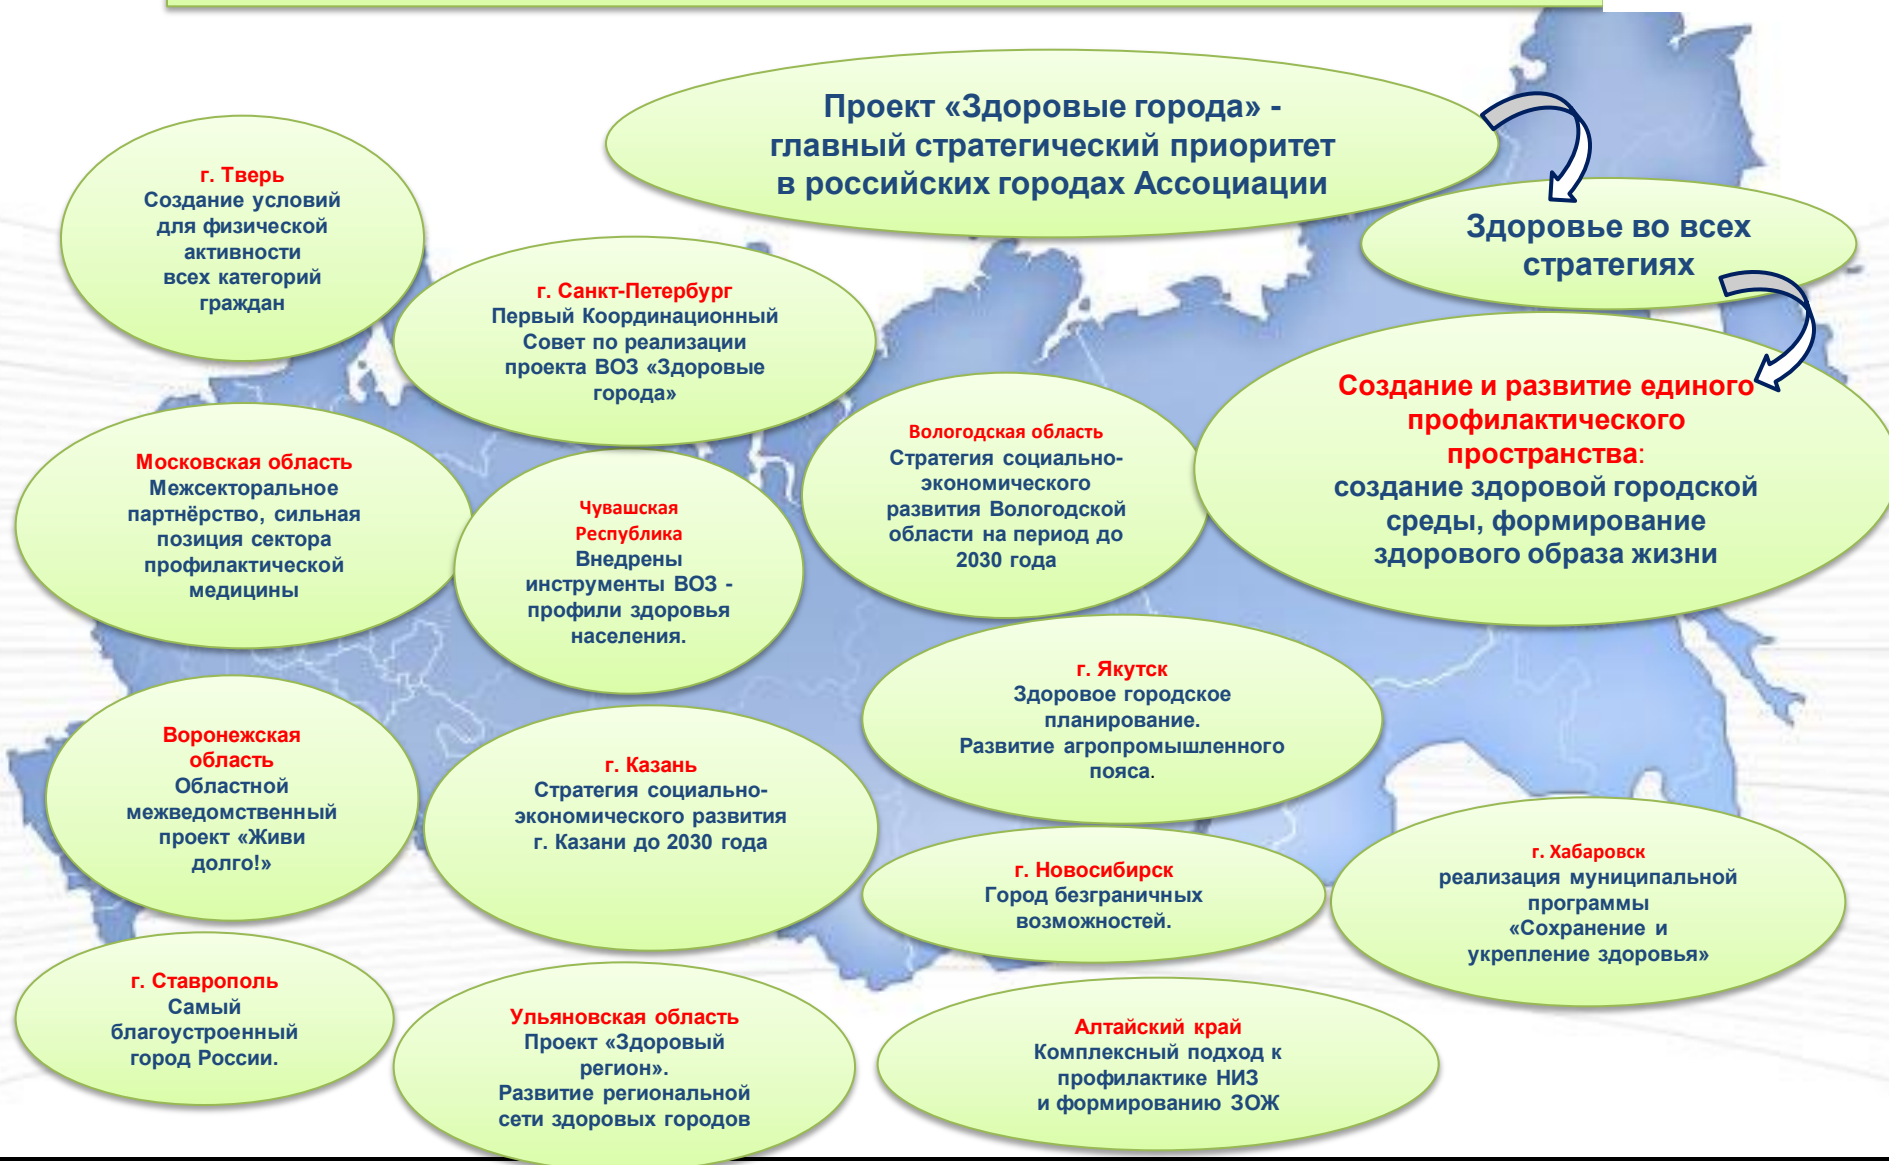 Проект «Здоровые города» -
главный стратегический приоритет
в российских городах Ассоциации
Здоровье во всех
стратегиях
Создание и развитие единого
профилактического
пространства:
создание здоровой городской
среды, формирование
здорового образа жизни
г. Тверь
Создание условий
для физической
активности
всех категорий
граждан
г. Санкт-Петербург
Первый Координационный
Совет по реализации
проекта ВОЗ «Здоровые
города»
Московская область
Межсекторальное
партнёрство, сильная
позиция сектора
профилактической
медицины
Чувашская
Республика
Внедрены
инструменты ВОЗ -
профили здоровья
населения.
Вологодская область
Стратегия социально-
экономического
развития Вологодской
области на период до
2030 года
г. Якутск
Здоровое городское
планирование.
Развитие агропромышленного
пояса.
Воронежская
область
Областной
межведомственный
проект «Живи
долго!»
г. Казань
Стратегия социально-
экономического развития
г. Казани до 2030 года
г. Новосибирск
Город безграничных
возможностей.
г. Хабаровск
реализация муниципальной
программы
«Сохранение и
укрепление здоровья»
г. Ставрополь
Самый
благоустроенный
город России.
Ульяновская область
Проект «Здоровый
регион».
Развитие региональной
сети здоровых городов
Алтайский край
Комплексный подход к
профилактике НИЗ
и формированию ЗОЖ